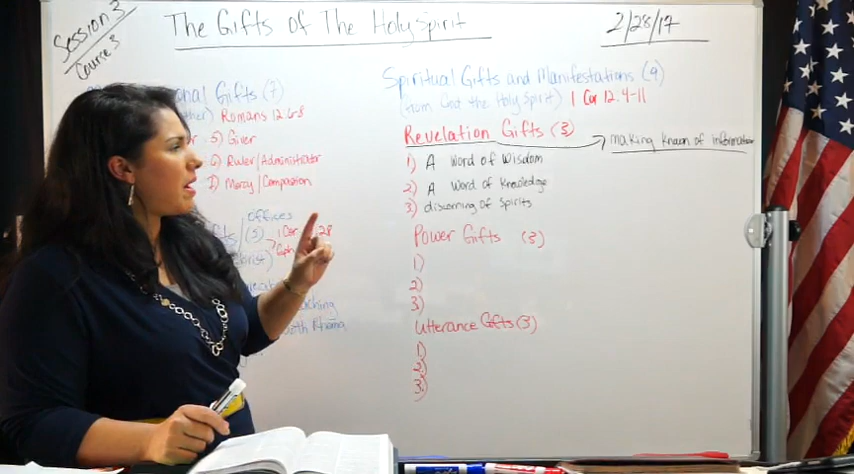 Session 3
Course 3
The Gifts of The Holy Spirit
2/28/17
onal Gifts (7)
Romans 12:6-8
5) Giver
6) Ruler/Administrator
7) Mercy/Compassion
Offices
(5)
1 Cor
28
Eph
Spiritual Gifts and Manifestations (9)
(from God the Holy Spirit) 1 Cor 12:4-11
Revelation Gifts (3)
making known of information
1) A Word of Wisdom
2) A Word of Knowledge
3) discerning of Spirits
Power Gifts (3)
1)
2)
3)
Utterance Gifts (3)
1)
2)
3)